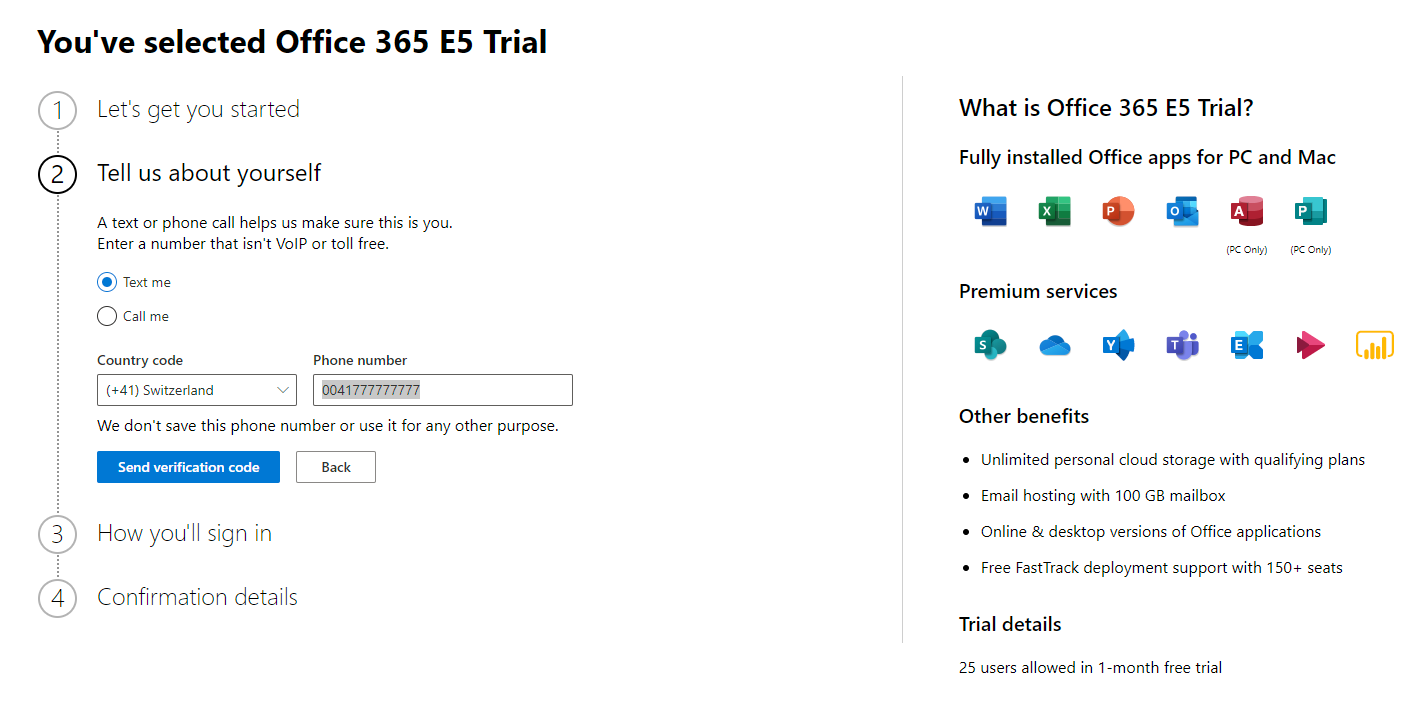 You've selected Office 365 E5 Trial
1 Let's get you started
2 Tell us about yourself
A text or phone call helps us make sure this is you.
Enter a number that isn't VoIP or toll free.
Text me
Call me
Country code Phone number
(+41) Switzerland 0041777777777
We don't save this phone number or use it for any other purpose.
Send verification code Back
3 How you'll sign in
4 Confirmation details
What is Office 365 E5 Trial?
Fully installed Office apps for PC and Mac
W X P O A P
(PC Only) (PC Only)
Premium services
S Y T E
Other benefits
• Unlimited personal cloud storage with qualifying plans
• Email hosting with 100 GB mailbox
• Online & desktop versions of Office applications
• Free FastTrack deployment support with 150+ seats
Trial details
25 users allowed in 1-month free trial